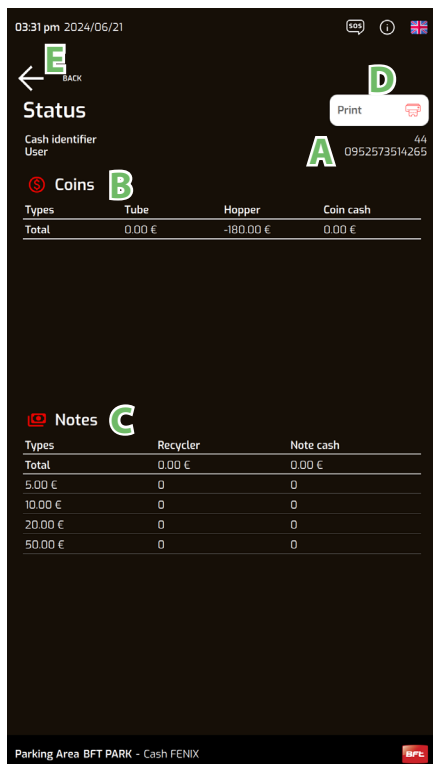 03:31 pm 2024/06/21 SOS i
E
BACK
D
Status
Print
Cash identifier 44
User 0952573514265
A
Coins B
Types Tube Hopper Coin cash
Total 0.00 € -180.00 € 0.00 €
Notes C
Types Recycler Note cash
Total 0.00 € 0.00 €
5.00 € 0 0
10.00 € 0 0
20.00 € 0 0
50.00 € 0 0
Parking Area BFT PARK - Cash FENIX BFT